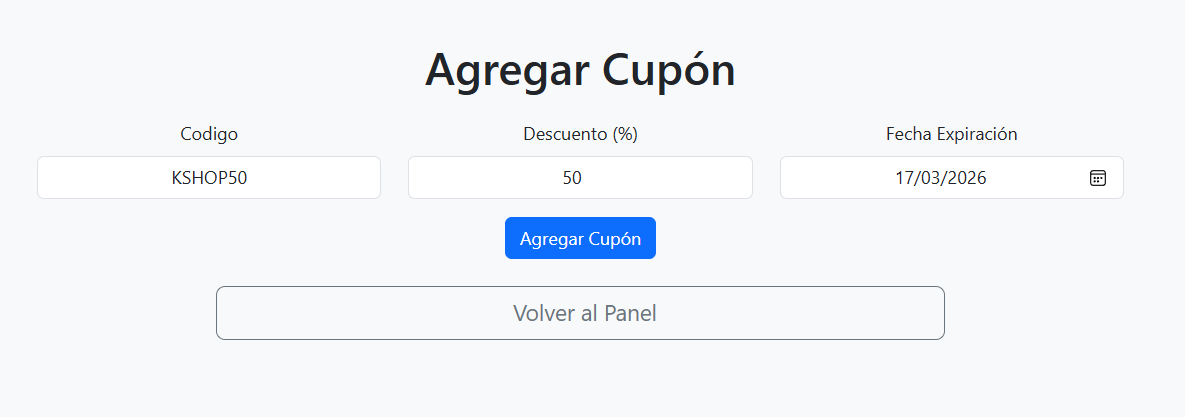 Agregar Cupón
Codigo
Descuento (%)
Fecha Expiración
KSHOP50
50
17/03/2026
Agregar Cupón
Volver al Panel